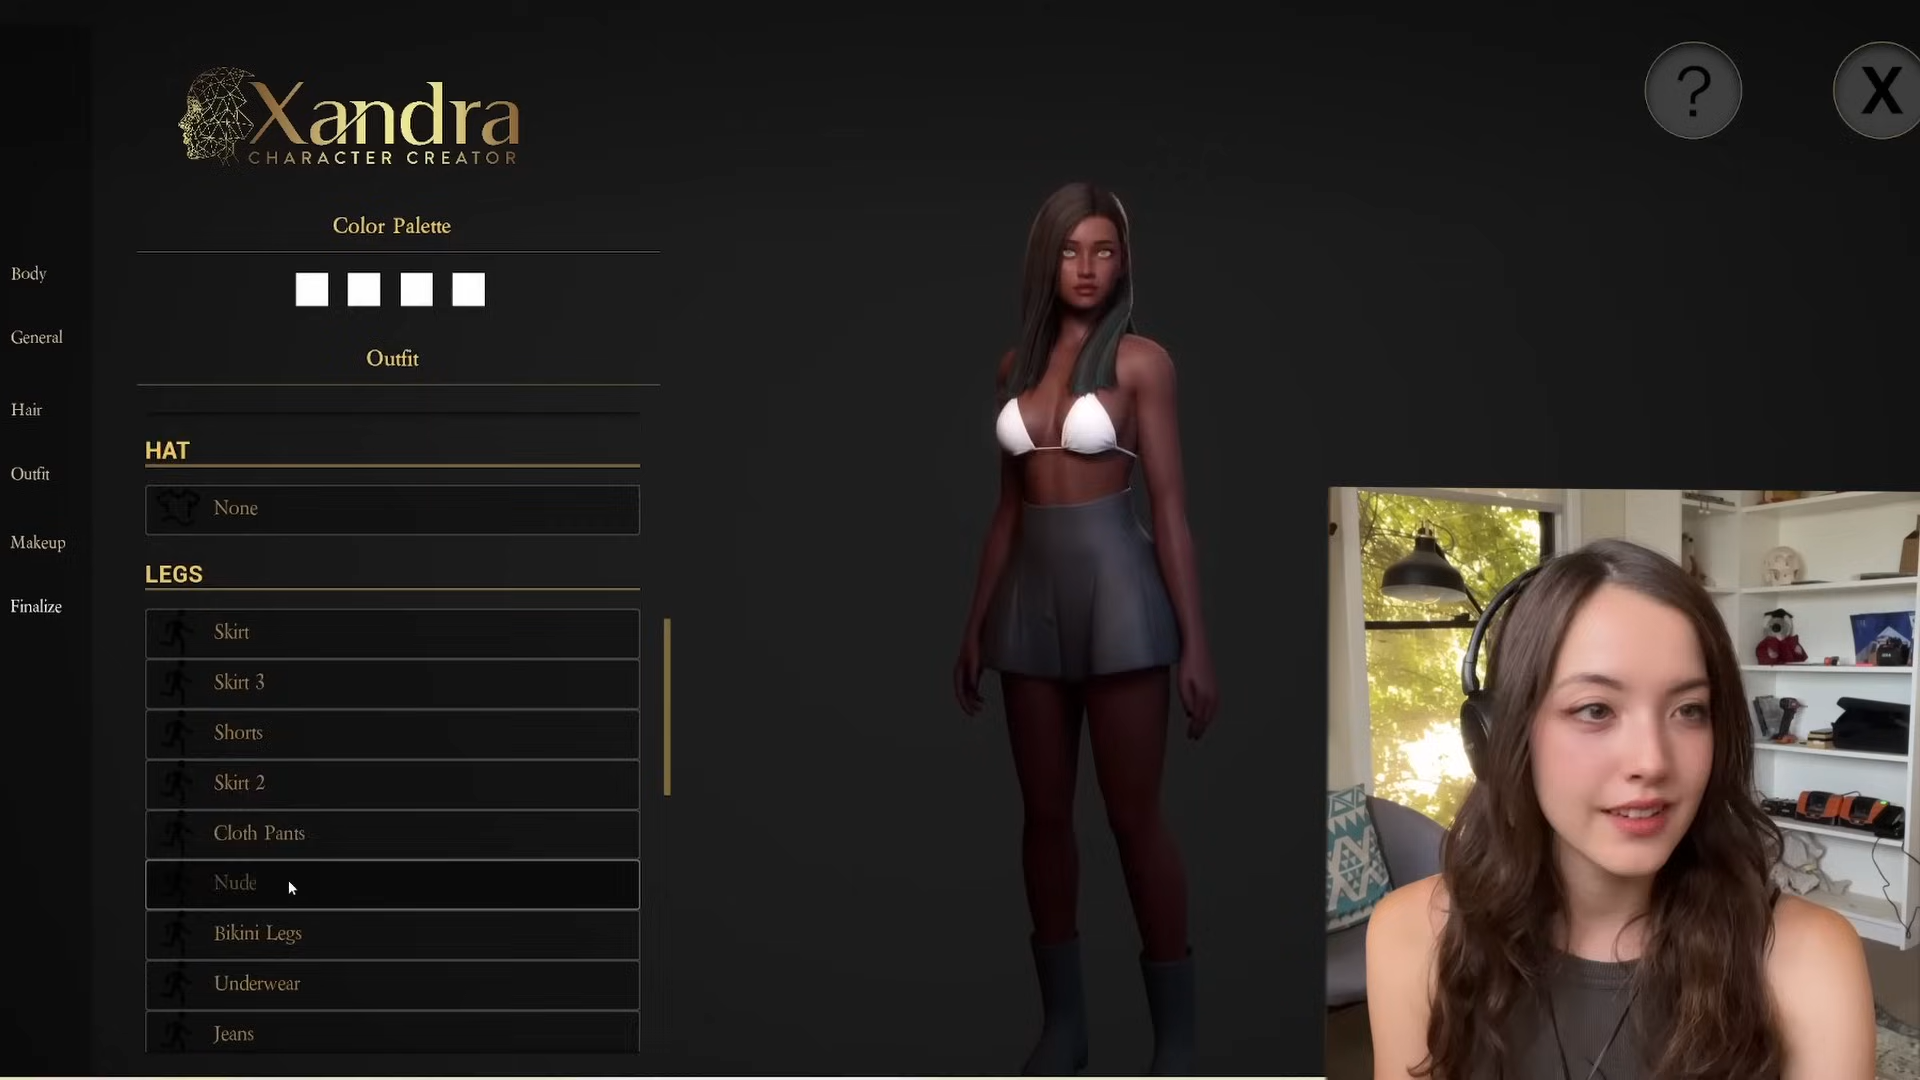 Xandra
CHARACTER CREATOR
?
X
Color Palette
Outfit
Body
General
Hair
Outfit
Makeup
Finalize
HAT
None
LEGS
Skirt
Skirt 3
Shorts
Skirt 2
Cloth Pants
Nude
Bikini Legs
Underwear
Jeans